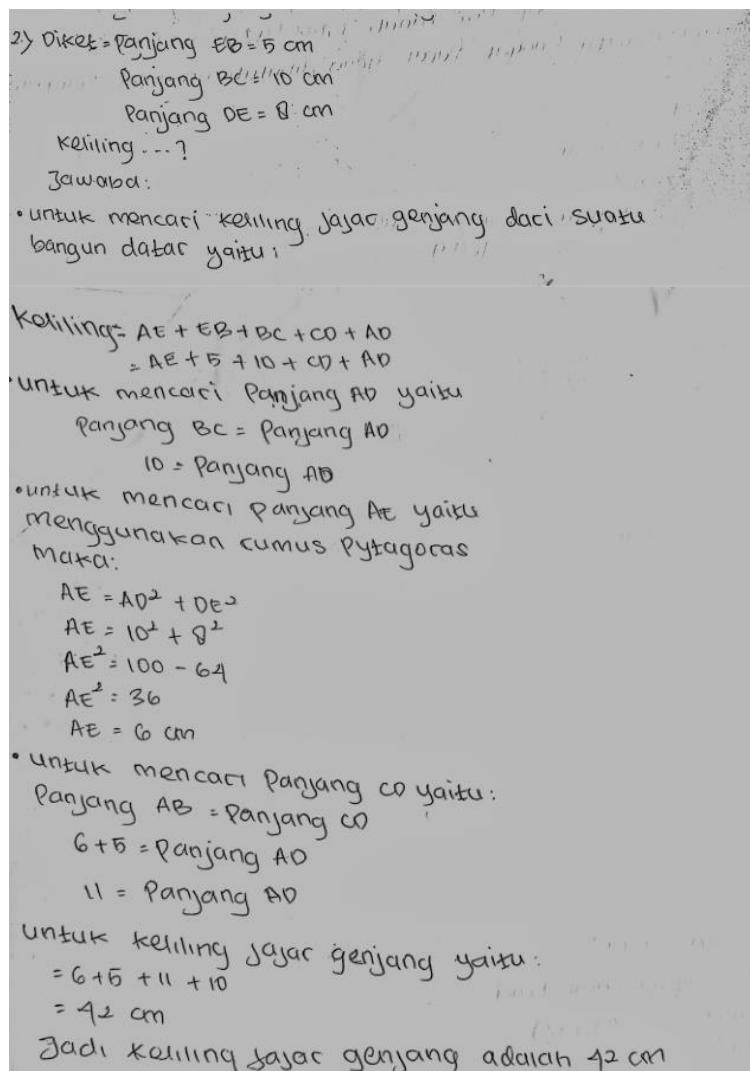 2.) Diket = Panjang EB = 5 cm
Panjang BC = 10 cm
Panjang DE = 8 cm
Keliling ... ?
Jawaba:
• untuk mencari keliling jajar genjang dari suatu
bangun datar yaitu:
Keliling = AE + EB + BC + CD + AD
= AE + 5 + 10 + CD + AD
• untuk mencari Panjang AD yaitu
Panjang BC = Panjang AD
10 = Panjang AD
• untuk mencari panjang AE yaitu
menggunakan rumus Pytagoras
maka:
AE = AD² + DE²
AE = 10² + 8²
AE² = 100 - 64
AE² = 36
AE = 6 cm
• untuk mencari Panjang CD yaitu:
Panjang AB = Panjang CD
6 + 5 = Panjang AD
11 = Panjang AD
untuk keliling jajar genjang yaitu:
= 6 + 5 + 11 + 10
= 42 cm
Jadi keliling jajar genjang adalah 42 cm